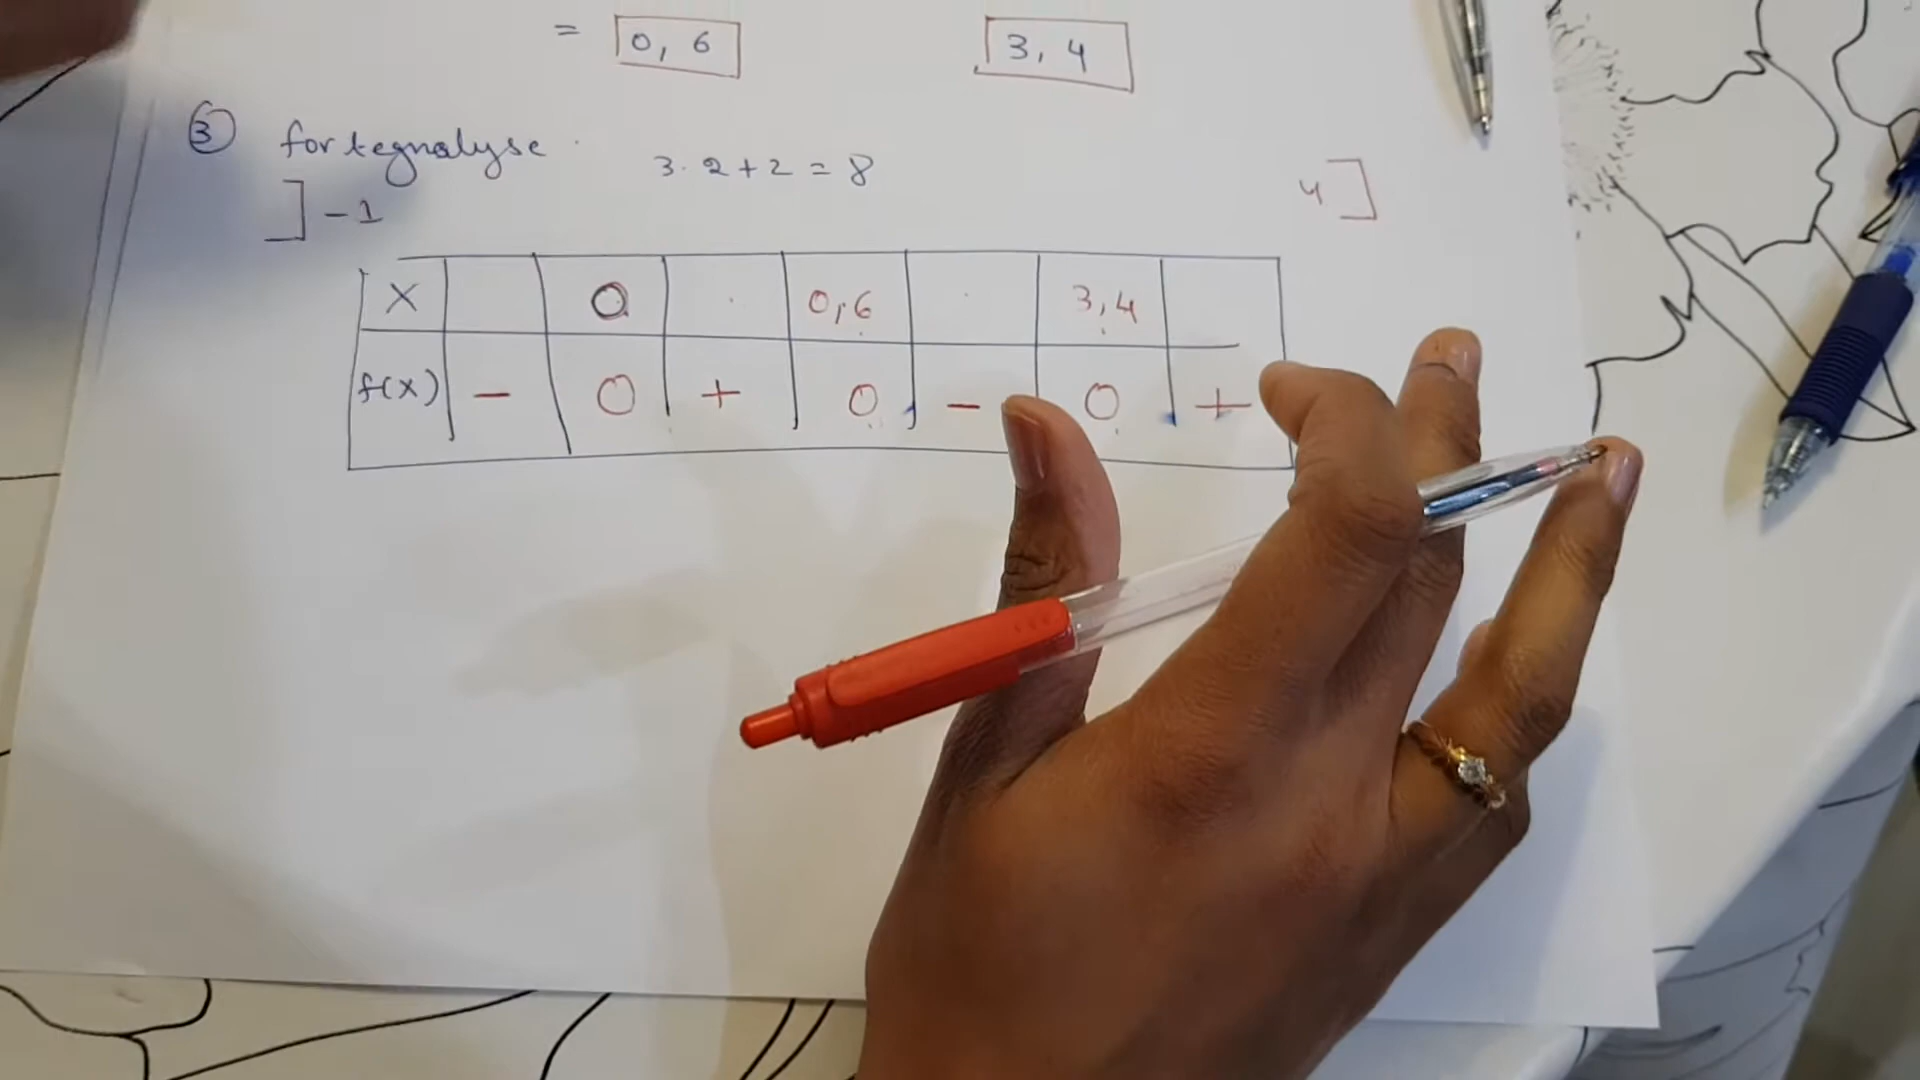 = 0, 6 3, 4
3 fortegnalyse
3. 2 + 2 = 8
] -1 4 ]
X 0 0,6 3,4
f(x) - 0 + 0 - 0 +